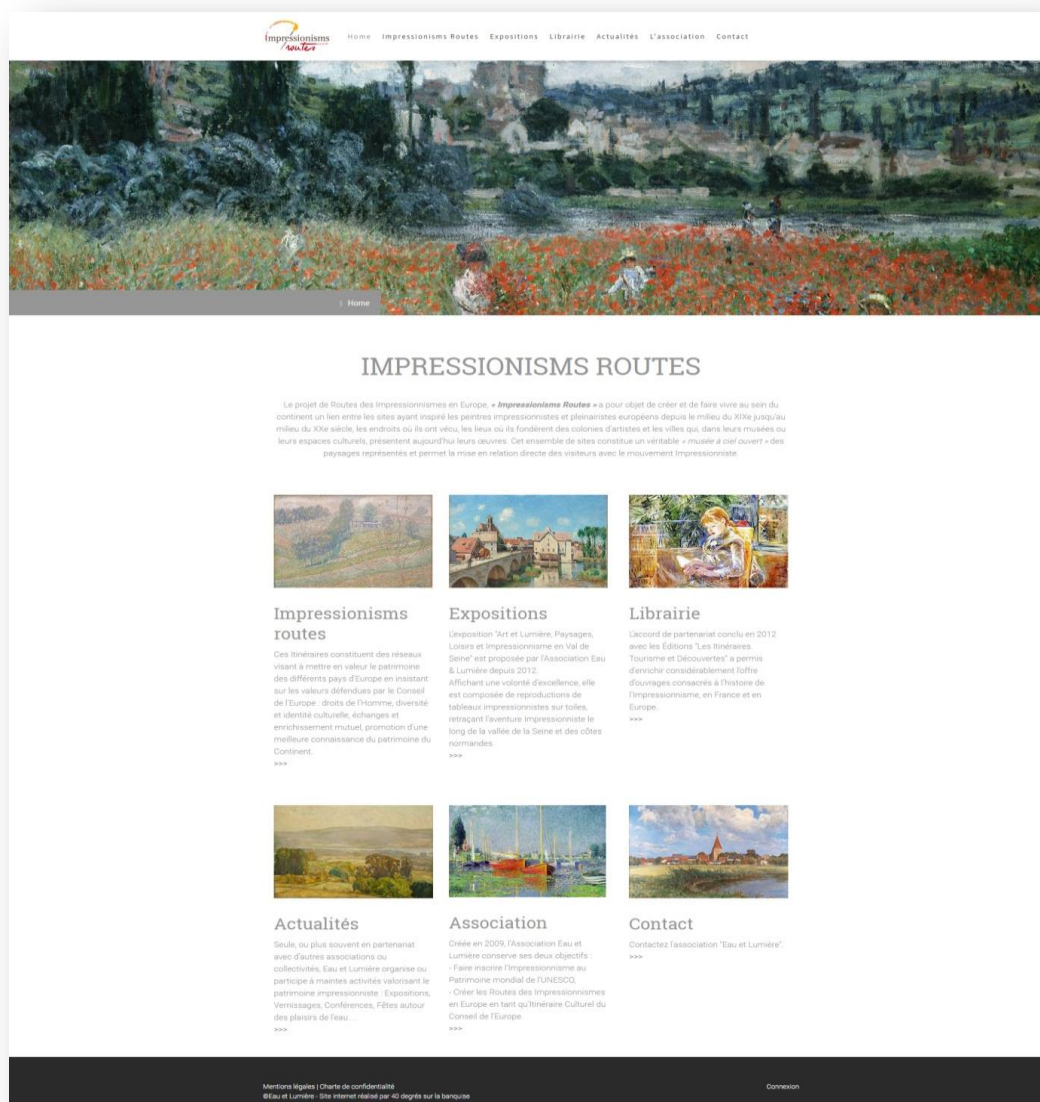 impressionisms
routes
Home Impressionisms Routes Expositions Librairie Actualités L'association Contact
Home
IMPRESSIONISMS ROUTES
Le projet de Routes des Impressionnismes en Europe, « Impressionisms Routes » a pour objet de créer et de faire vivre au sein du
continent un lien entre les sites ayant inspiré les peintres impressionnistes et pleinairistes européens depuis le milieu du XIXe jusqu'au
milieu du XXe siècle, les endroits où ils ont vécu, les lieux où ils fondèrent des colonies d'artistes et les villes qui, dans leurs musées ou
leurs espaces culturels, présentent aujourd'hui leurs œuvres. Cet ensemble de sites constitue un véritable « musée à ciel ouvert » des
paysages représentés et permet la mise en relation directe des visiteurs avec le mouvement Impressionniste.
Impressionisms
routes
Ces Itinéraires constituent des réseaux
visant à mettre en valeur le patrimoine
des différents pays d'Europe en insistant
sur les valeurs défendues par le Conseil
de l'Europe : droits de l'Homme, diversité
et identité culturelle, échanges et
enrichissement mutuel, promotion d'une
meilleure connaissance du patrimoine du
Continent.
>>>
Expositions
L'exposition "Art et Lumière, Paysages,
Loisirs et Impressionnisme en Val de
Seine" est proposée par l'Association Eau
& Lumière depuis 2012.
Affichant une volonté d'excellence, elle
est composée de reproductions de
tableaux impressionnistes sur toiles,
retraçant l'aventure Impressionniste le
long de la vallée de la Seine et des côtes
normandes.
>>>
Librairie
L'accord de partenariat conclu en 2012
avec les Éditions "Les Itinéraires.
Tourisme et Découvertes" a permis
d'enrichir considérablement l'offre
d'ouvrages consacrés à l'histoire de
l'Impressionnisme, en France et en
Europe.
>>>
Actualités
Seule, ou plus souvent en partenariat
avec d'autres associations ou
collectivités, Eau et Lumière organise ou
participe à maintes activités valorisant le
patrimoine impressionniste : Expositions,
Vernissages, Conférences, Fêtes autour
des plaisirs de l'eau ...
>>>
Association
Créée en 2009, l'Association Eau et
Lumière conserve ses deux objectifs :
- Faire inscrire l'Impressionnisme au
Patrimoine mondial de l'UNESCO,
- Créer les Routes des Impressionnismes
en Europe en tant qu'Itinéraire Culturel du
Conseil de l'Europe.
>>>
Contact
Contactez l'association "Eau et Lumière".
>>>
Mentions légales | Charte de confidentialité
©Eau et Lumière - Site internet réalisé par 40 degrés sur la banquise
Connexion